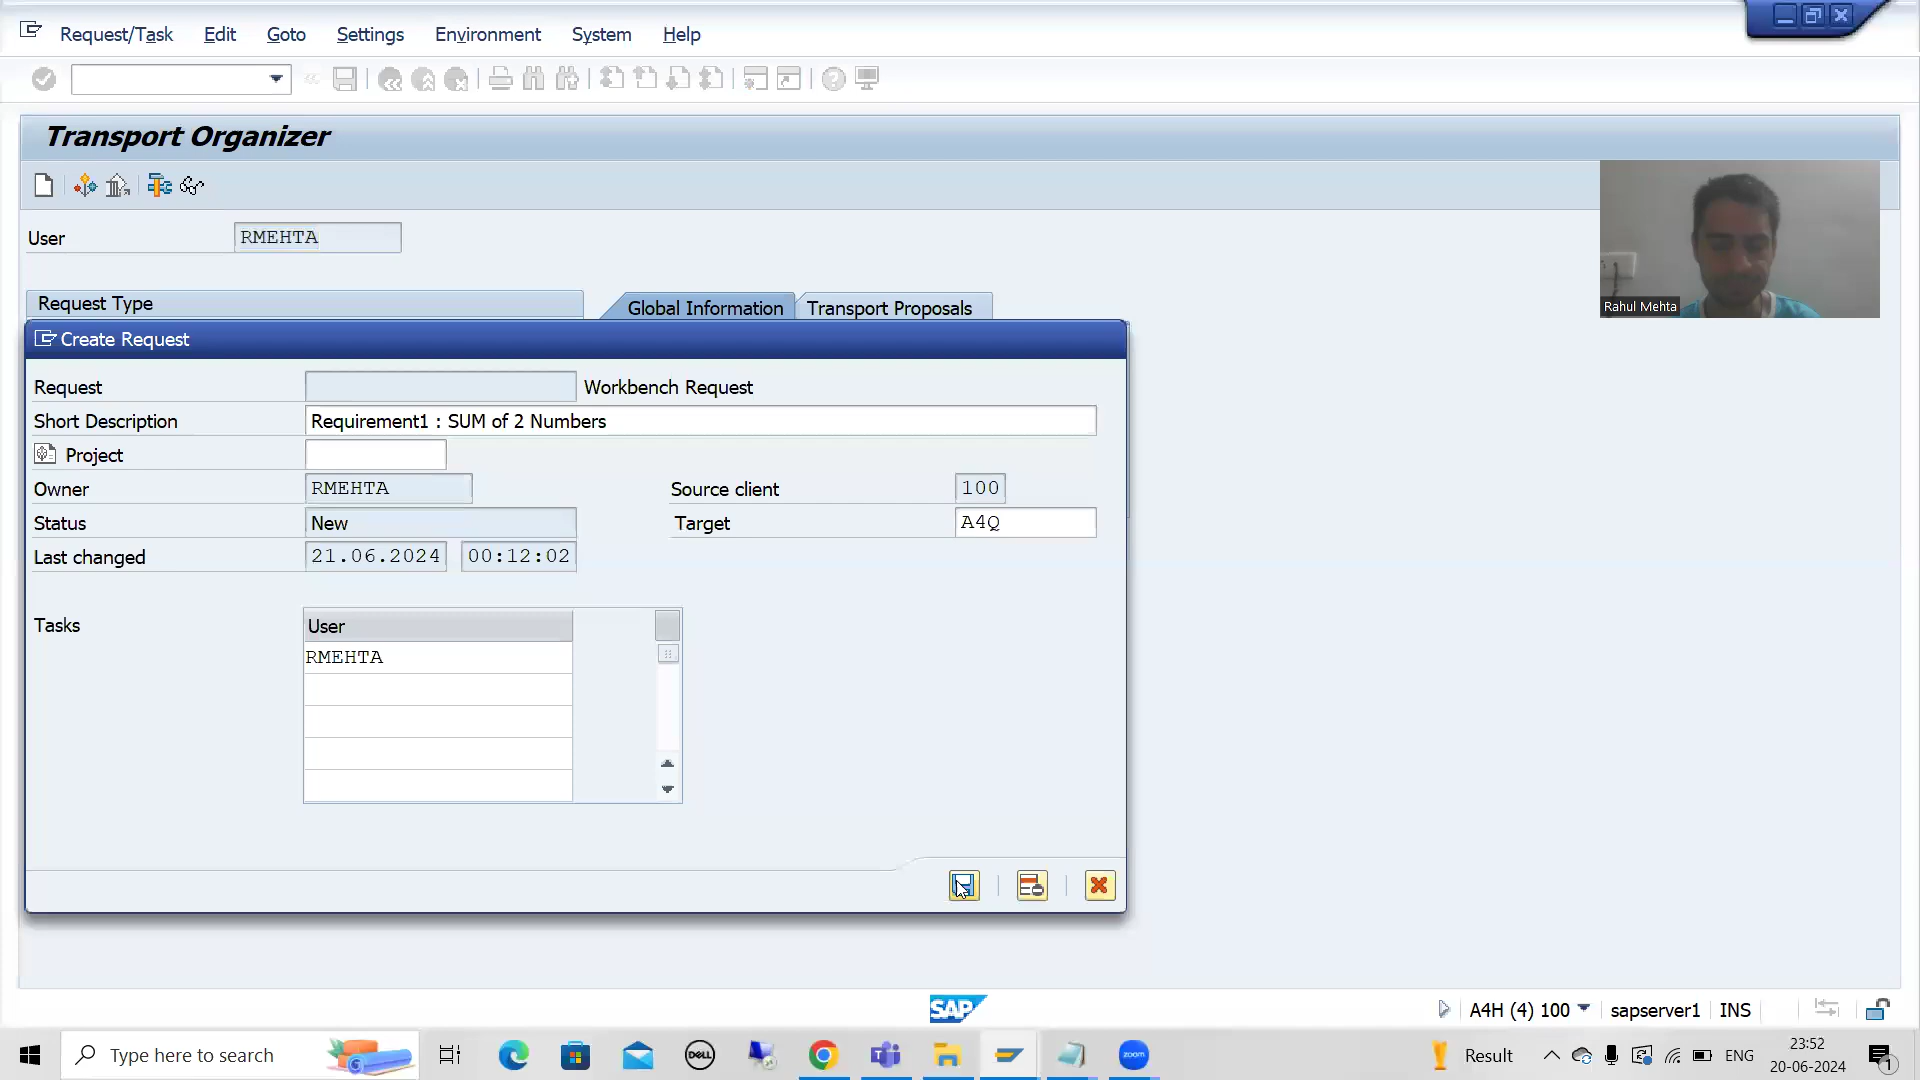 Request/Task Edit Goto Settings Environment System Help
Transport Organizer
User RMEHTA
Rahul Mehta
Request Type Global Information Transport Proposals
Create Request
Request Workbench Request
Short Description Requirement1 : SUM of 2 Numbers
Project
Owner RMEHTA Source client 100
Status New Target A4Q
Last changed 21.06.2024 00:12:02
Tasks User
RMEHTA
SAP A4H (4) 100 sapserver1 INS
Type here to search DELL zoom Result ENG 23:52
20-06-2024 1